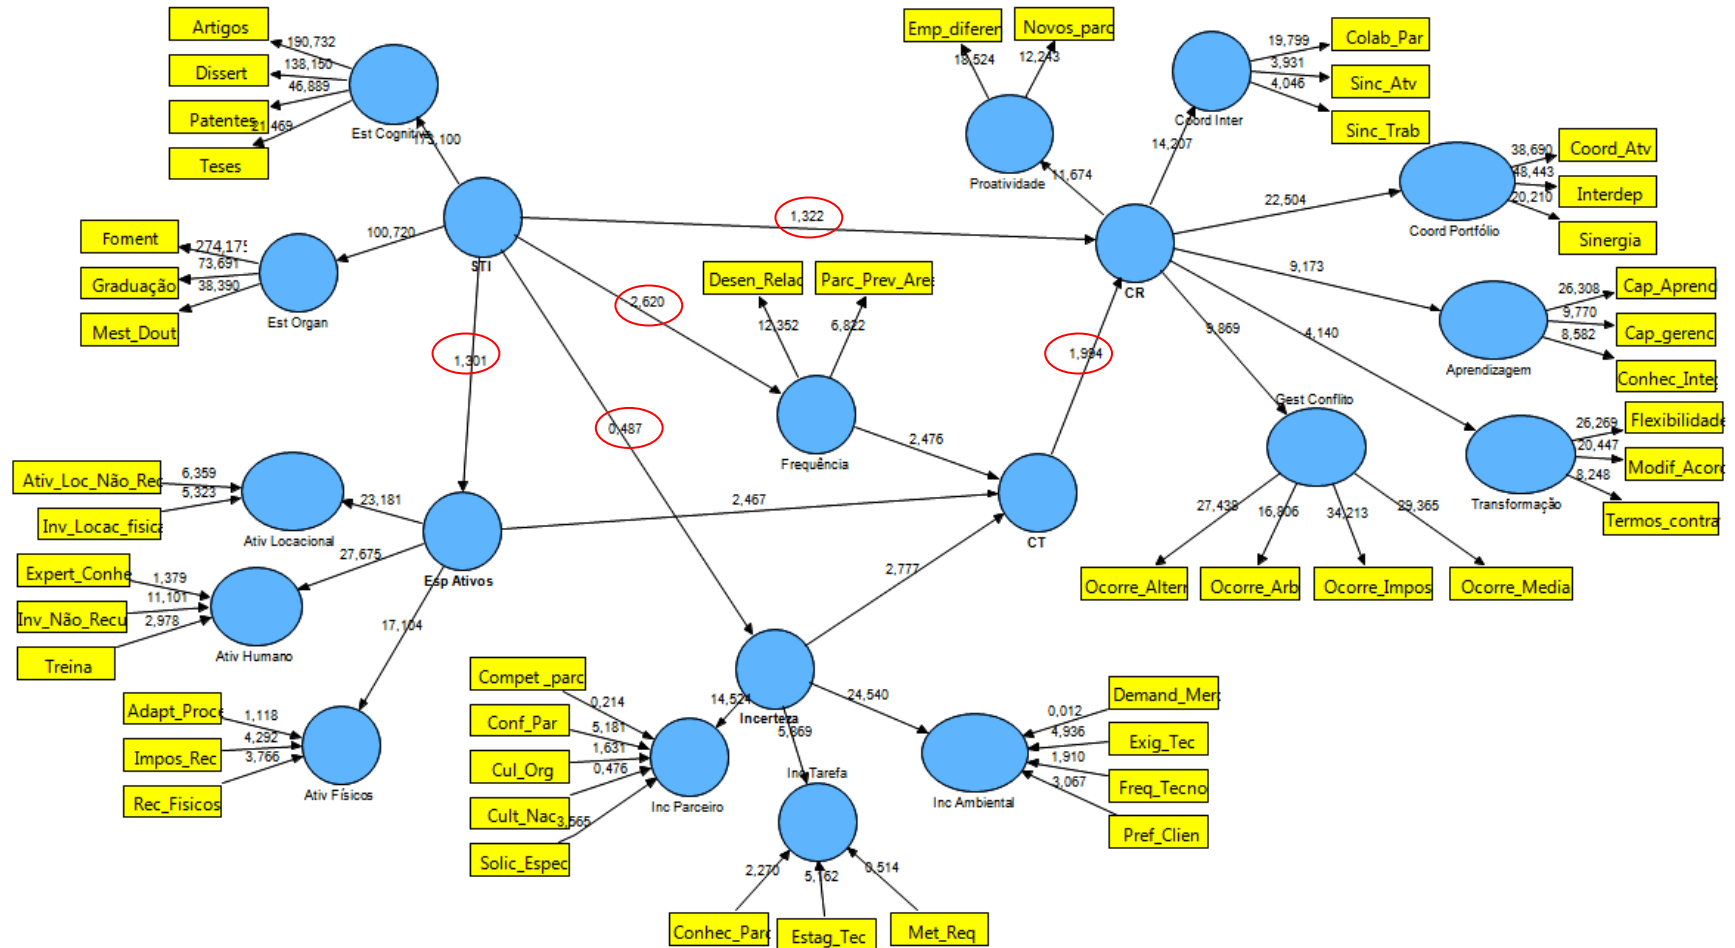 Artigos
190,732
Dissert
138,150
46,889
Patentes
21,469
Teses
Est Cognitiva
173,100
Emp_diferen
Novos_parc
18,524
12,243
Proatividade
11,674
19,799
Colab_Par
3,931
Sinc_Atv
4,046
Sinc_Trab
Coord Inter
14,207
38,690
Coord_Atv
48,443
Interdep
20,210
Sinergia
Coord Portfólio
22,504
1,322
STI
CR
100,720
Foment
274,175
Graduação
73,691
38,390
Mest_Dout
Est Organ
Desen_Relac
Parc_Prev_Area
12,352
6,822
2,620
9,173
26,308
Cap_Aprend
9,770
Cap_gerenc
8,582
Conhec_Integ
Aprendizagem
1,301
1,994
9,869
4,140
0,487
Frequência
2,476
Gest Conflito
Flexibilidade
26,269
20,447
Modif_Acord
8,248
Termos_contra
Transformação
Ativ_Loc_Não_Rec
6,359
5,323
Inv_Locac_fisica
Ativ Locacional
23,181
2,467
CT
27,438
16,806
34,213
29,365
Ocorre_Altern
Ocorre_Arb
Ocorre_Impos
Ocorre_Media
Esp Ativos
27,675
Expert_Conhe
1,379
11,101
Inv_Não_Recu
2,978
Treina
Ativ Humano
17,104
2,777
Adapt_Proce
1,118
4,292
Impos_Rec
3,766
Rec_Fisicos
Ativ Físicos
Compet _parc
0,214
Conf_Par
5,181
1,631
Cul_Org
0,476
Cult_Nac
3,565
Solic_Espec
Inc Parceiro
14,524
Incerteza
24,540
5,869
Inc Tarefa
Inc Ambiental
Demand_Merc
0,012
4,936
Exig_Tec
1,910
Freq_Tecno
3,067
Pref_Clien
2,270
5,162
0,514
Conhec_Parc
Estag_Tec
Met_Req